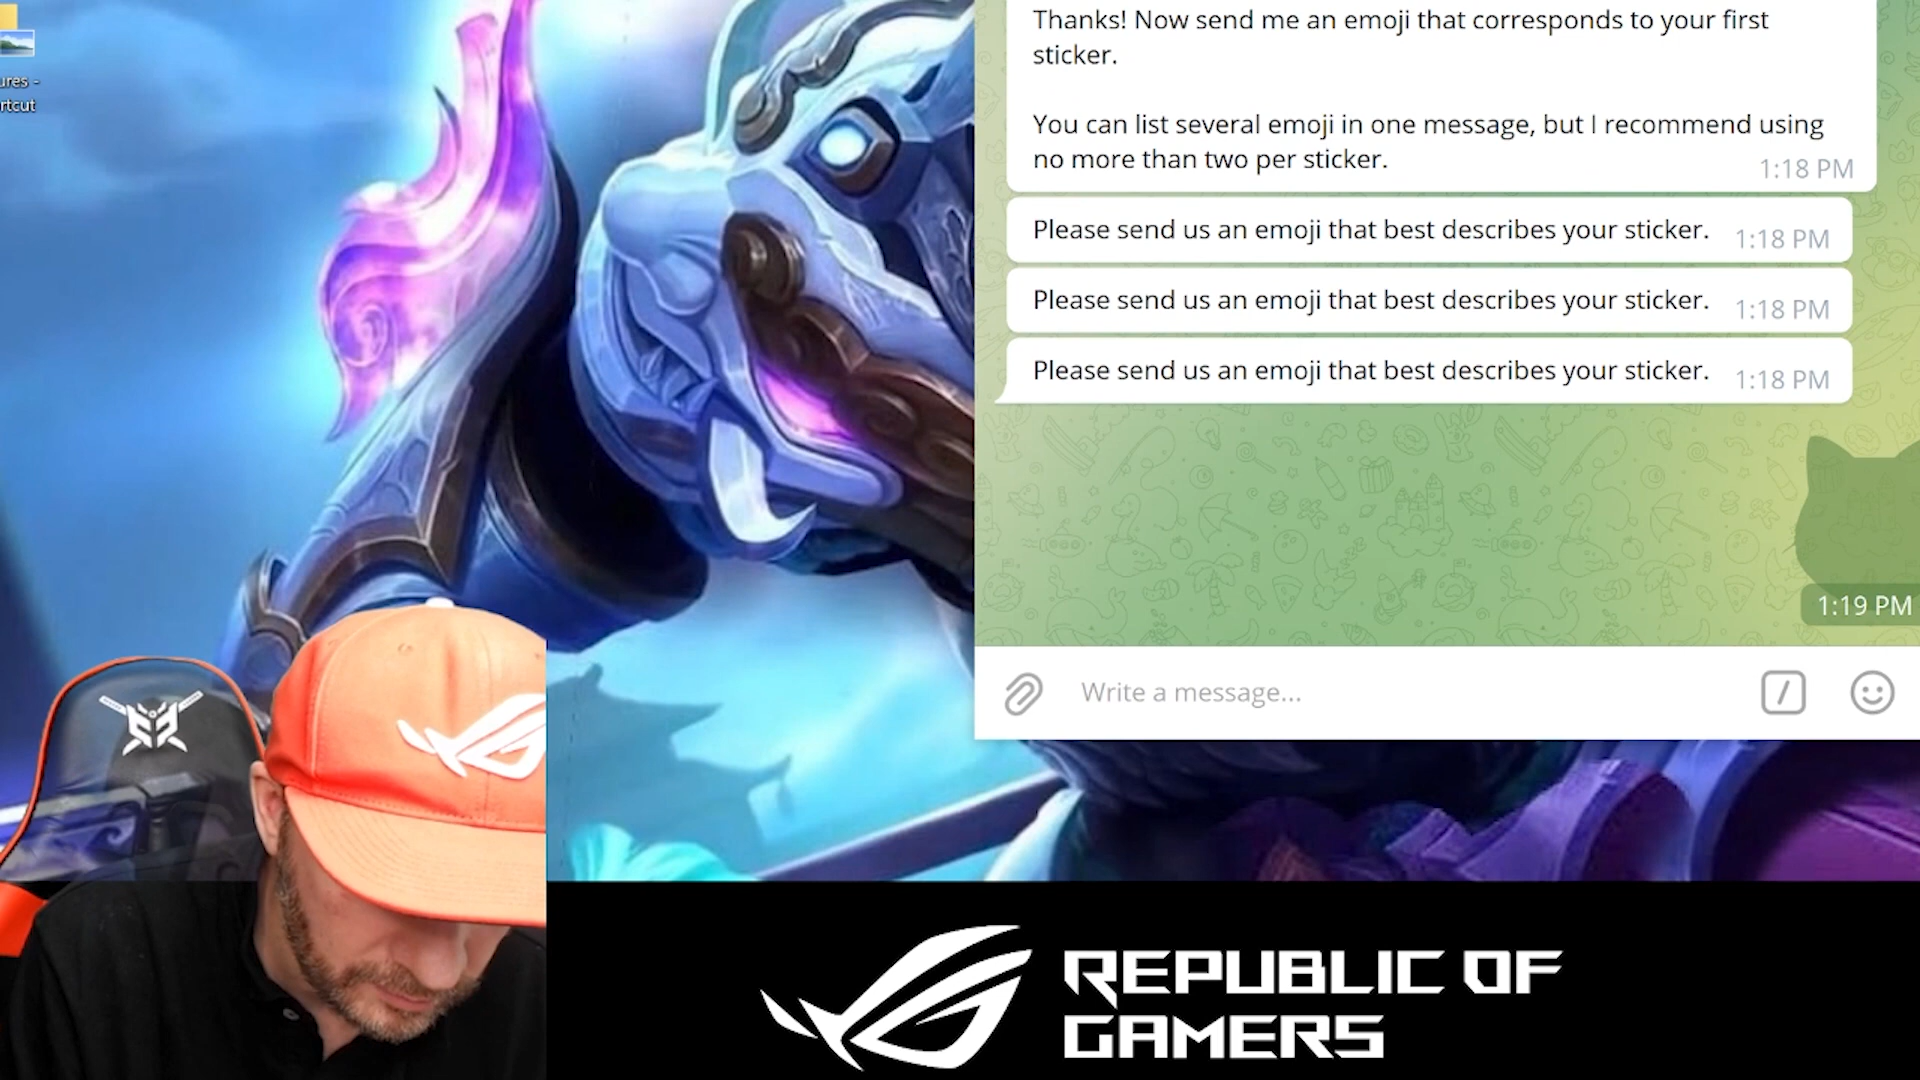 ures -
rtcut
Thanks! Now send me an emoji that corresponds to your first
sticker.
You can list several emoji in one message, but I recommend using
no more than two per sticker.
1:18 PM
Please send us an emoji that best describes your sticker. 1:18 PM
Please send us an emoji that best describes your sticker. 1:18 PM
Please send us an emoji that best describes your sticker. 1:18 PM
1:19 PM
Write a message...
REPUBLIC OF
GAMERS